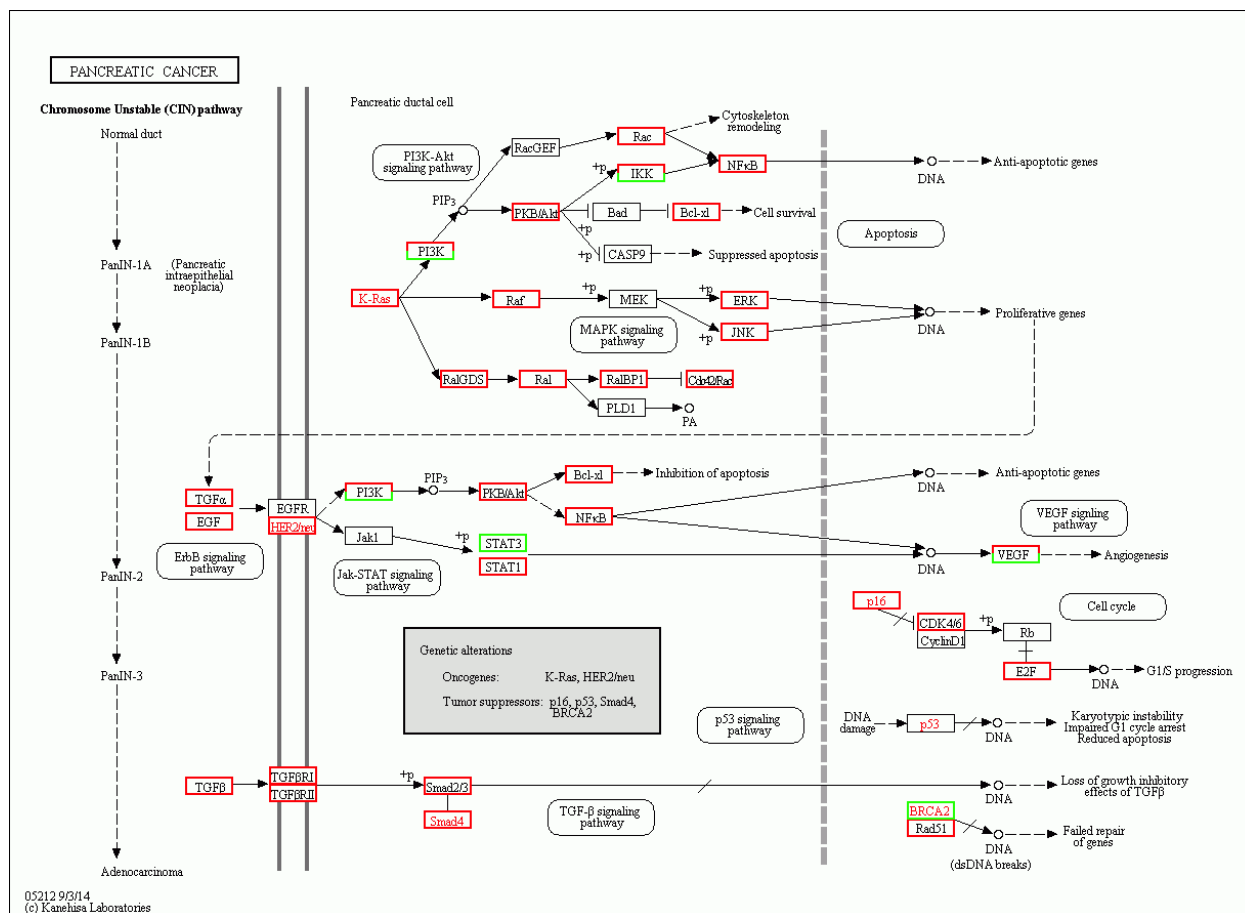 PANCREATIC CANCER
Chromosome Unstable (CIN) pathway
Normal duct
PanIN-1A
(Pancreatic
intraepithelial
neoplacia)
PanIN-1B
PanIN-2
PanIN-3
Adenocarcinoma
Pancreatic ductal cell
PI3K-Akt
signaling pathway
RacGEF
Rac
Cytoskeleton
remodeling
+p
IKK
NFκB
DNA
Anti-apoptotic genes
PIP3
PKB/Akt
Bad
Bcl-xl
Cell survival
+p
Apoptosis
PI3K
+p
CASP9
Suppressed apoptosis
K-Ras
Raf
+p
MEK
+p
ERK
DNA
Proliferative genes
MAPK signaling
pathway
+p
JNK
RalGDS
Ral
RalBP1
Cdc42/Rac
PLD1
PA
TGFα
EGF
EGFR
HER2/neu
ErbB signaling
pathway
PI3K
PIP3
PKB/Akt
Bcl-xl
Inhibition of apoptosis
NFκB
DNA
Anti-apoptotic genes
Jak1
+p
STAT3
STAT1
Jak-STAT signaling
pathway
DNA
VEGF signling
pathway
VEGF
Angiogenesis
p16
CDK4/6
CyclinD1
+p
Rb
Cell cycle
E2F
DNA
G1/S progression
Genetic alterations
Oncogenes: K-Ras, HER2/neu
Tumor suppressors: p16, p53, Smad4,
BRCA2
p53 signaling
pathway
DNA
damage
p53
DNA
Karyotypic instability
Impaired G1 cycle arrest
Reduced apoptosis
TGFβ
TGFβRI
TGFβRII
+p
Smad2/3
Smad4
TGF-β signaling
pathway
DNA
Loss of growth inhibitory
effects of TGFβ
BRCA2
Rad51
DNA
(dsDNA breaks)
Failed repair
of genes
05212 9/3/14
(c) Kanehisa Laboratories